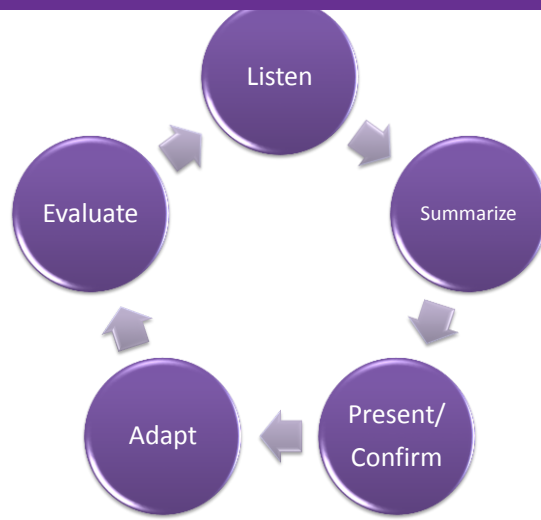 Listen
Summarize
Present/
Confirm
Adapt
Evaluate